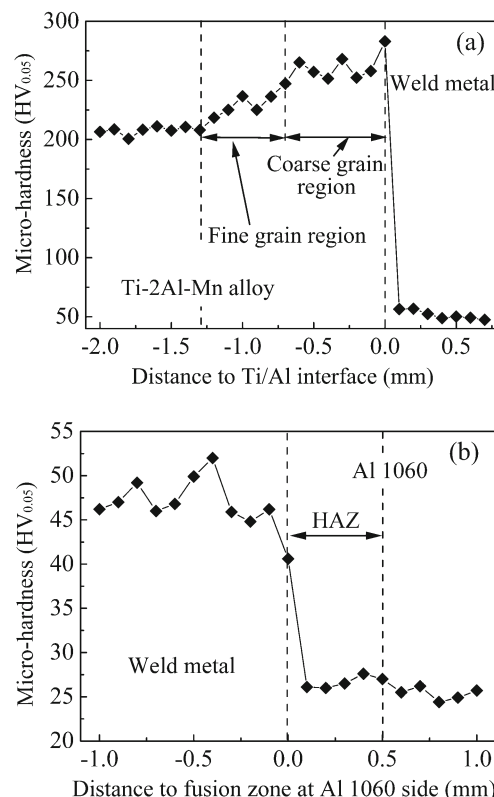 (a)
300
250
200
150
100
50
Micro-hardness (HV0.05)
Weld metal
Coarse grain
region
Fine grain region
Ti-2Al-Mn alloy
-2.0 -1.5 -1.0 -0.5 0.0 0.5
Distance to Ti/Al interface (mm)
(b)
55
50
45
40
35
30
25
20
Micro-hardness (HV0.05)
Al 1060
HAZ
Weld metal
-1.0 -0.5 0.0 0.5 1.0
Distance to fusion zone at Al 1060 side (mm)